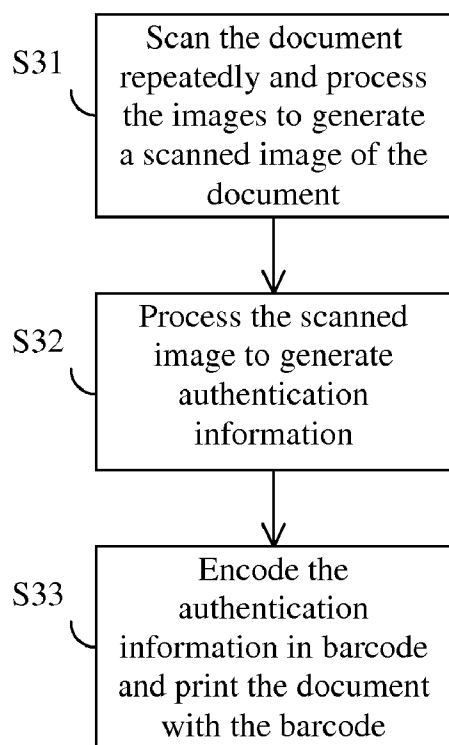 S31
Scan the document
repeatedly and process
the images to generate
a scanned image of the
document
S32
Process the scanned
image to generate
authentication
information
S33
Encode the
authentication
information in barcode
and print the document
with the barcode